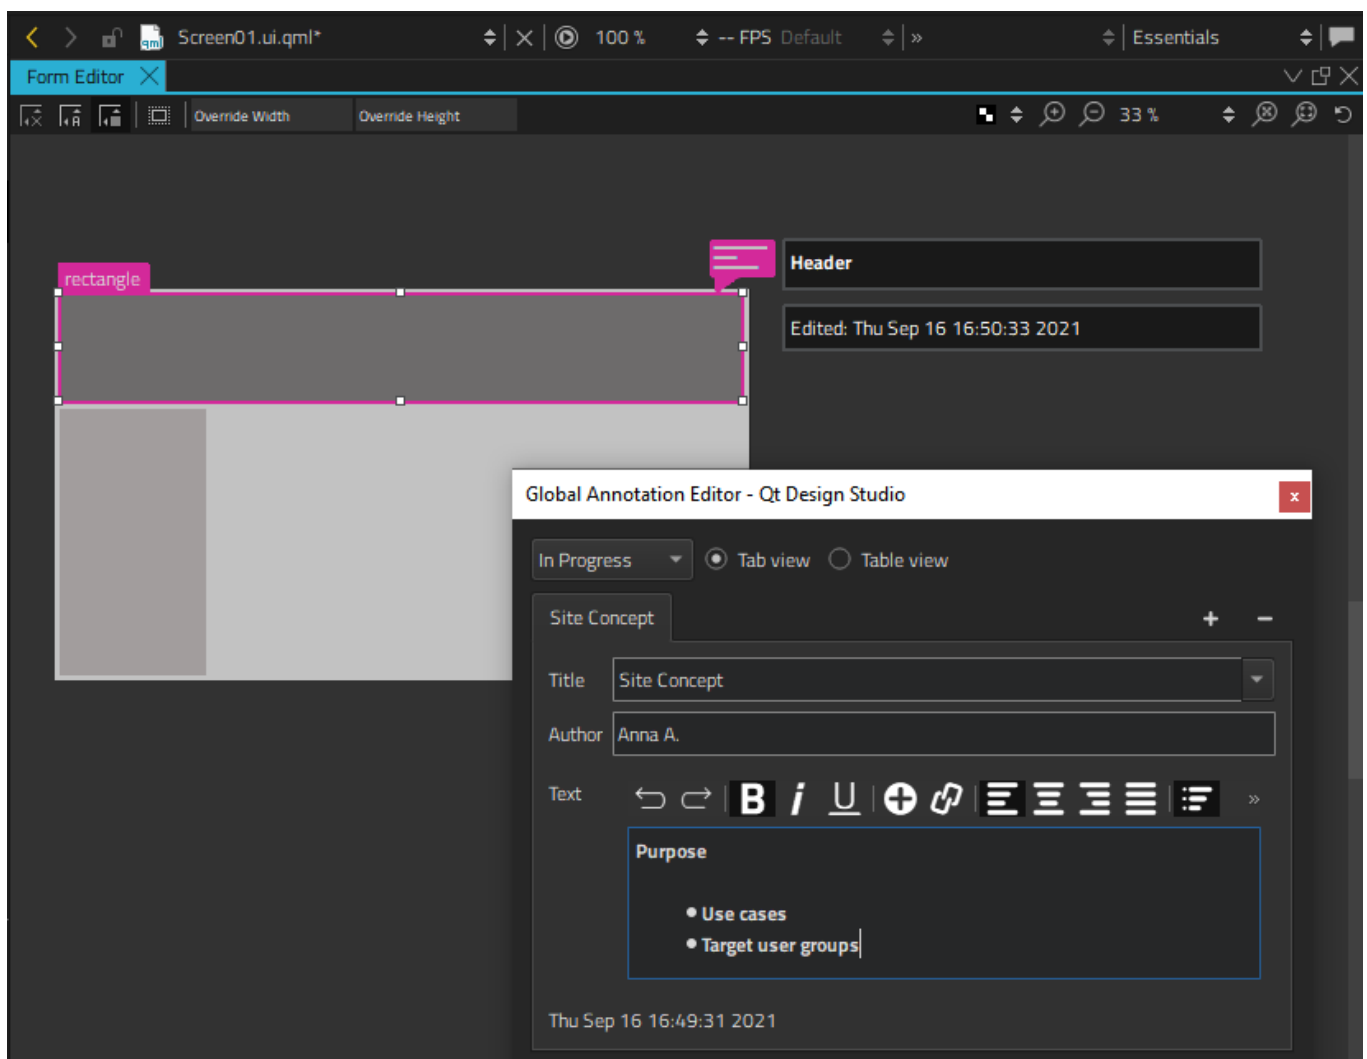 qml Screen01.ui.qml* 100 % -- FPS Default » Essentials
Form Editor
A Override Width Override Height 33 %
Header
rectangle
Edited: Thu Sep 16 16:50:33 2021
Global Annotation Editor - Qt Design Studio x
In Progress Tab view Table view
Site Concept + −
Title Site Concept
Author Anna A.
Text B i U »
Purpose
• Use cases
• Target user groups
Thu Sep 16 16:49:31 2021